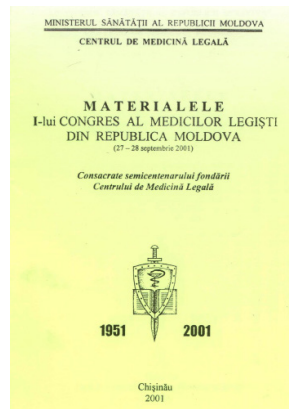 MINISTERUL SĂNĂTĂŢII AL REPUBLICII MOLDOVA
CENTRUL DE MEDICINĂ LEGALĂ
MATERIALELE
I-lui CONGRES AL MEDICILOR LEGIŞTI
DIN REPUBLICA MOLDOVA
(27 – 28 septembrie 2001)
Consacrate semicentenarului fondării
Centrului de Medicină Legală
1951 2001
Chişinău
2001